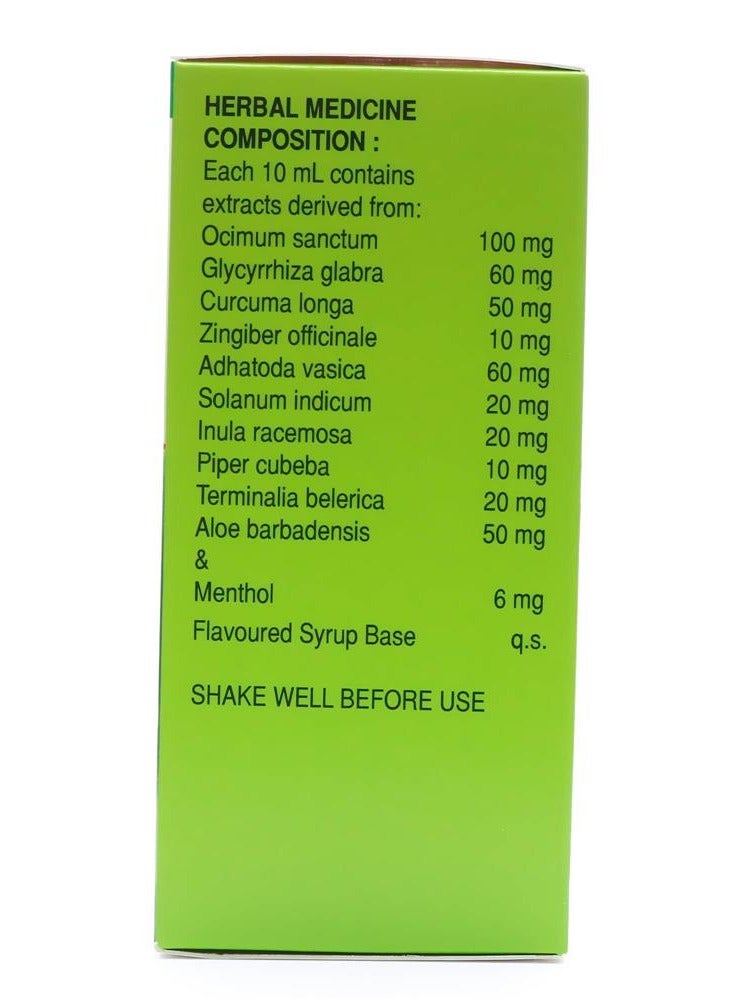 HERBAL MEDICINE
COMPOSITION :
Each 10 mL contains
extracts derived from:
Ocimum sanctum 100 mg
Glycyrrhiza glabra 60 mg
Curcuma longa 50 mg
Zingiber officinale 10 mg
Adhatoda vasica 60 mg
Solanum indicum 20 mg
Inula racemosa 20 mg
Piper cubeba 10 mg
Terminalia belerica 20 mg
Aloe barbadensis 50 mg
&
Menthol 6 mg
Flavoured Syrup Base q.s.
SHAKE WELL BEFORE USE